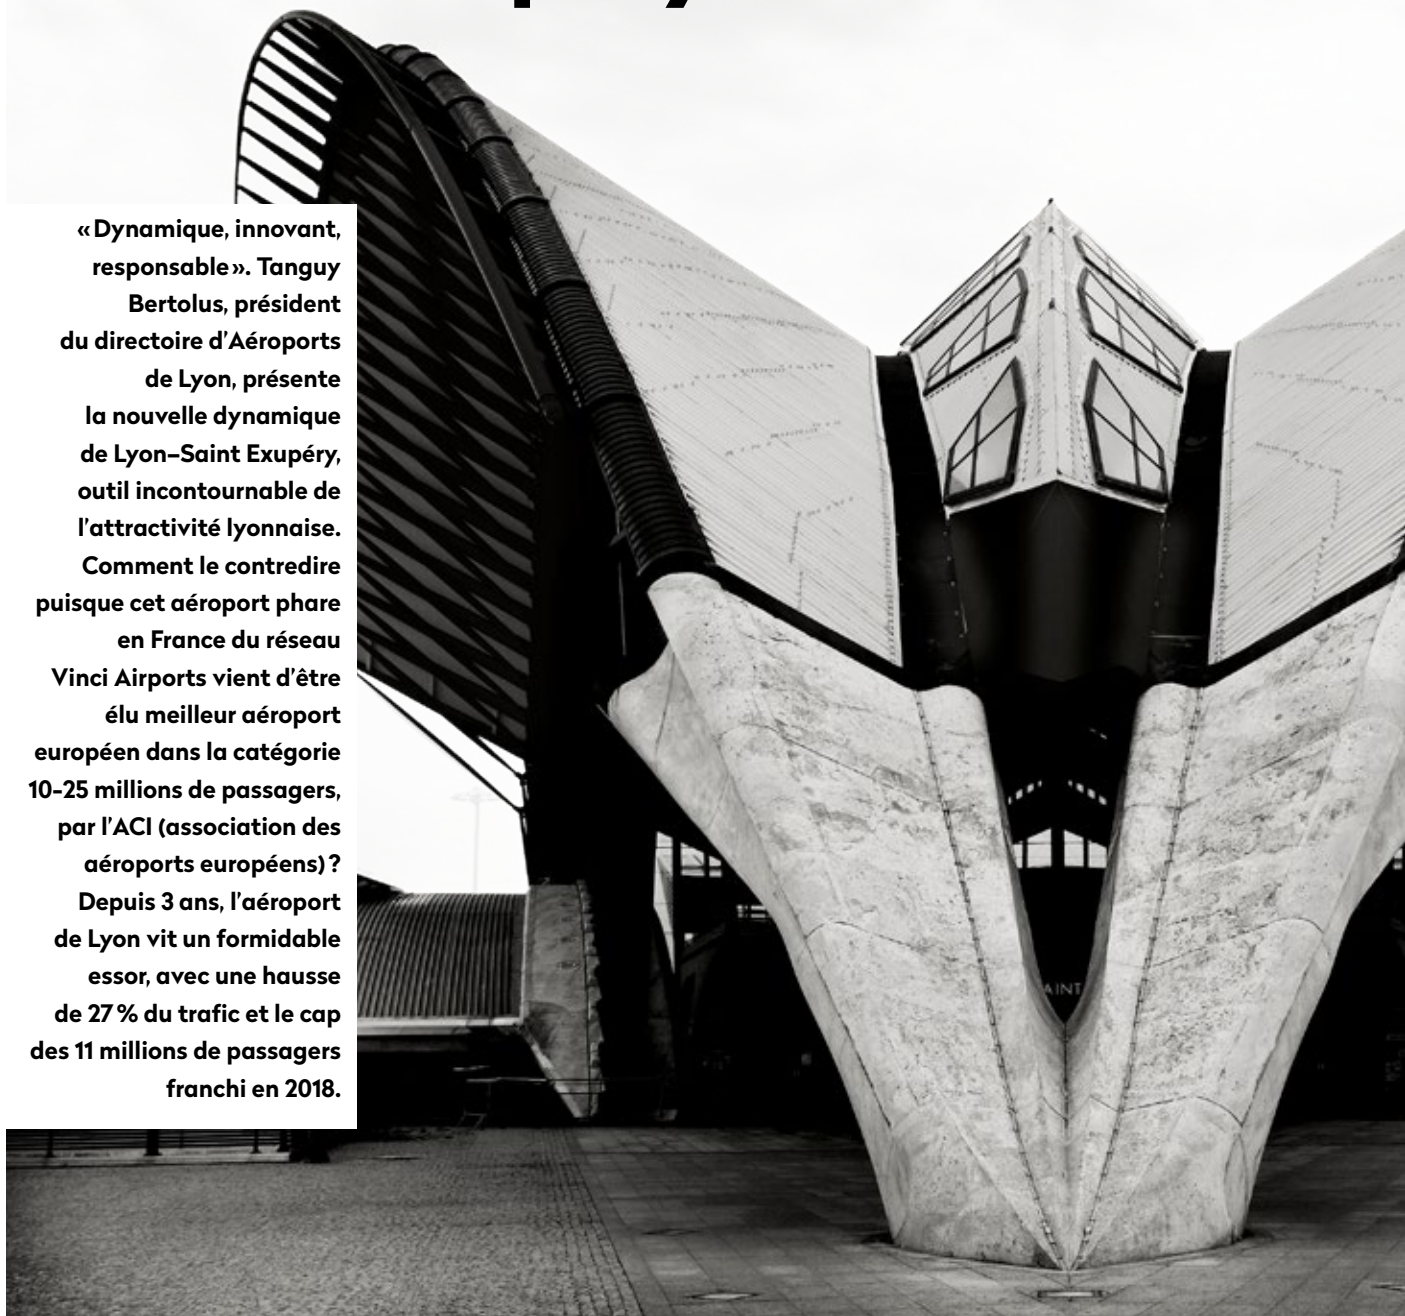 «Dynamique, innovant,
responsable». Tanguy
Bertolus, président
du directoire d’Aéroports
de Lyon, présente
la nouvelle dynamique
de Lyon–Saint Exupéry,
outil incontournable de
l’attractivité lyonnaise.
Comment le contredire
puisque cet aéroport phare
en France du réseau
Vinci Airports vient d’être
élu meilleur aéroport
européen dans la catégorie
10-25 millions de passagers,
par l’ACI (association des
aéroports européens)?
Depuis 3 ans, l’aéroport
de Lyon vit un formidable
essor, avec une hausse
de 27% du trafic et le cap
des 11 millions de passagers
franchi en 2018.
AINT